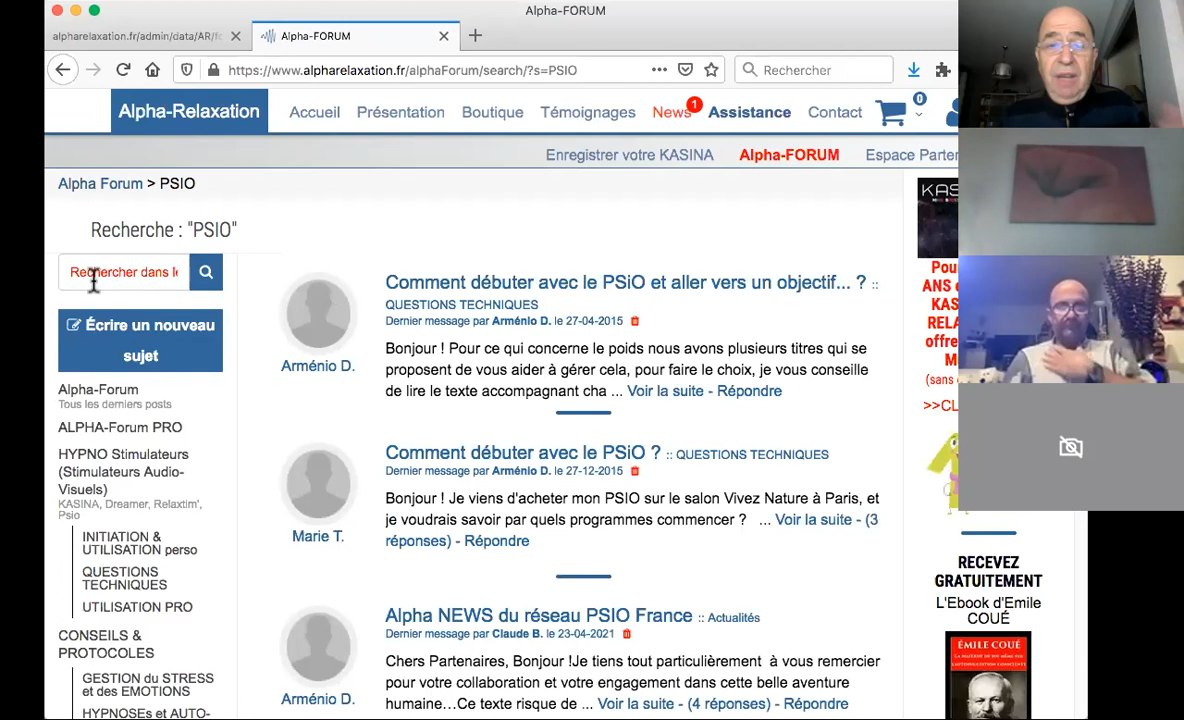 Alpha-FORUM
alpharelaxation.fr/admin/data/AR/fo
Alpha-FORUM
https://www.alpharelaxation.fr/alphaForum/search/?s=PSIO
Rechercher
Alpha-Relaxation
Accueil
Présentation
Boutique
Témoignages
News
1
Assistance
Contact
0
Enregistrer votre KASINA
Alpha-FORUM
Espace Parten
Alpha Forum > PSIO
Recherche : "PSIO"
Rechercher dans le
Écrire un nouveau
sujet
Alpha-Forum
Tous les derniers posts
ALPHA-Forum PRO
HYPNO Stimulateurs
(Stimulateurs Audio-
Visuels)
KASINA, Dreamer, Relaxtim',
Psio
INITIATION &
UTILISATION perso
QUESTIONS
TECHNIQUES
UTILISATION PRO
CONSEILS &
PROTOCOLES
GESTION du STRESS
et des EMOTIONS
HYPNOSEs et AUTO-
Comment débuter avec le PSiO et aller vers un objectif... ? ::
QUESTIONS TECHNIQUES
Dernier message par Arménio D. le 27-04-2015
Bonjour ! Pour ce qui concerne le poids nous avons plusieurs titres qui se
proposent de vous aider à gérer cela, pour faire le choix, je vous conseille
de lire le texte accompagnant cha ... Voir la suite - Répondre
Arménio D.
Comment débuter avec le PSiO ? :: QUESTIONS TECHNIQUES
Dernier message par Arménio D. le 27-12-2015
Bonjour ! Je viens d'acheter mon PSIO sur le salon Vivez Nature à Paris, et
je voudrais savoir par quels programmes commencer ? ... Voir la suite - (3
réponses) - Répondre
Marie T.
Alpha NEWS du réseau PSIO France :: Actualités
Dernier message par Claude B. le 23-04-2021
Chers Partenaires, Bonjour !Je tiens tout particulièrement à vous remercier
pour votre collaboration et votre engagement dans cette belle aventure
humaine...Ce texte risque de ... Voir la suite - (4 réponses) - Répondre
Arménio D.
KAS
Pou
ANS
KAS
RELA
offre
M
(sans
>>CL
RECEVEZ
GRATUITEMENT
L'Ebook d'Emile
COUÉ
ÉMILE COUÉ